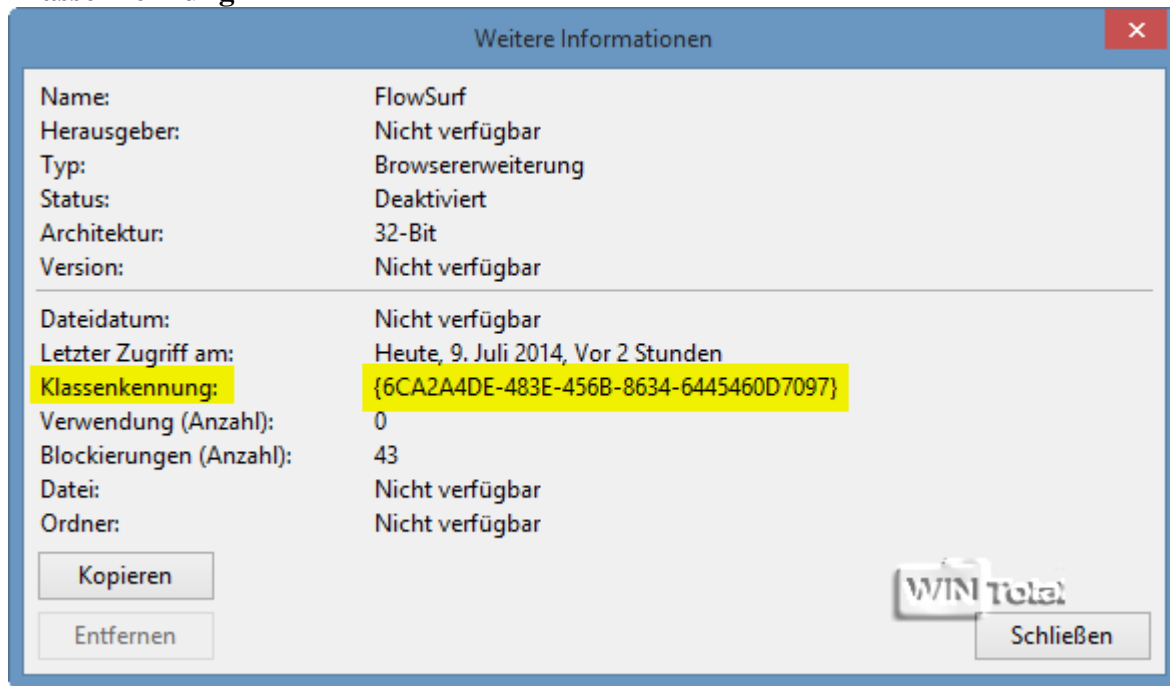 Weitere Informationen
Name: FlowSurf
Herausgeber: Nicht verfügbar
Typ: Browsererweiterung
Status: Deaktiviert
Architektur: 32-Bit
Version: Nicht verfügbar
Dateidatum: Nicht verfügbar
Letzter Zugriff am: Heute, 9. Juli 2014, Vor 2 Stunden
Klassenkennung: {6CA2A4DE-483E-456B-8634-6445460D7097}
Verwendung (Anzahl): 0
Blockierungen (Anzahl): 43
Datei: Nicht verfügbar
Ordner: Nicht verfügbar
Kopieren
WIN Total
Entfernen Schließen